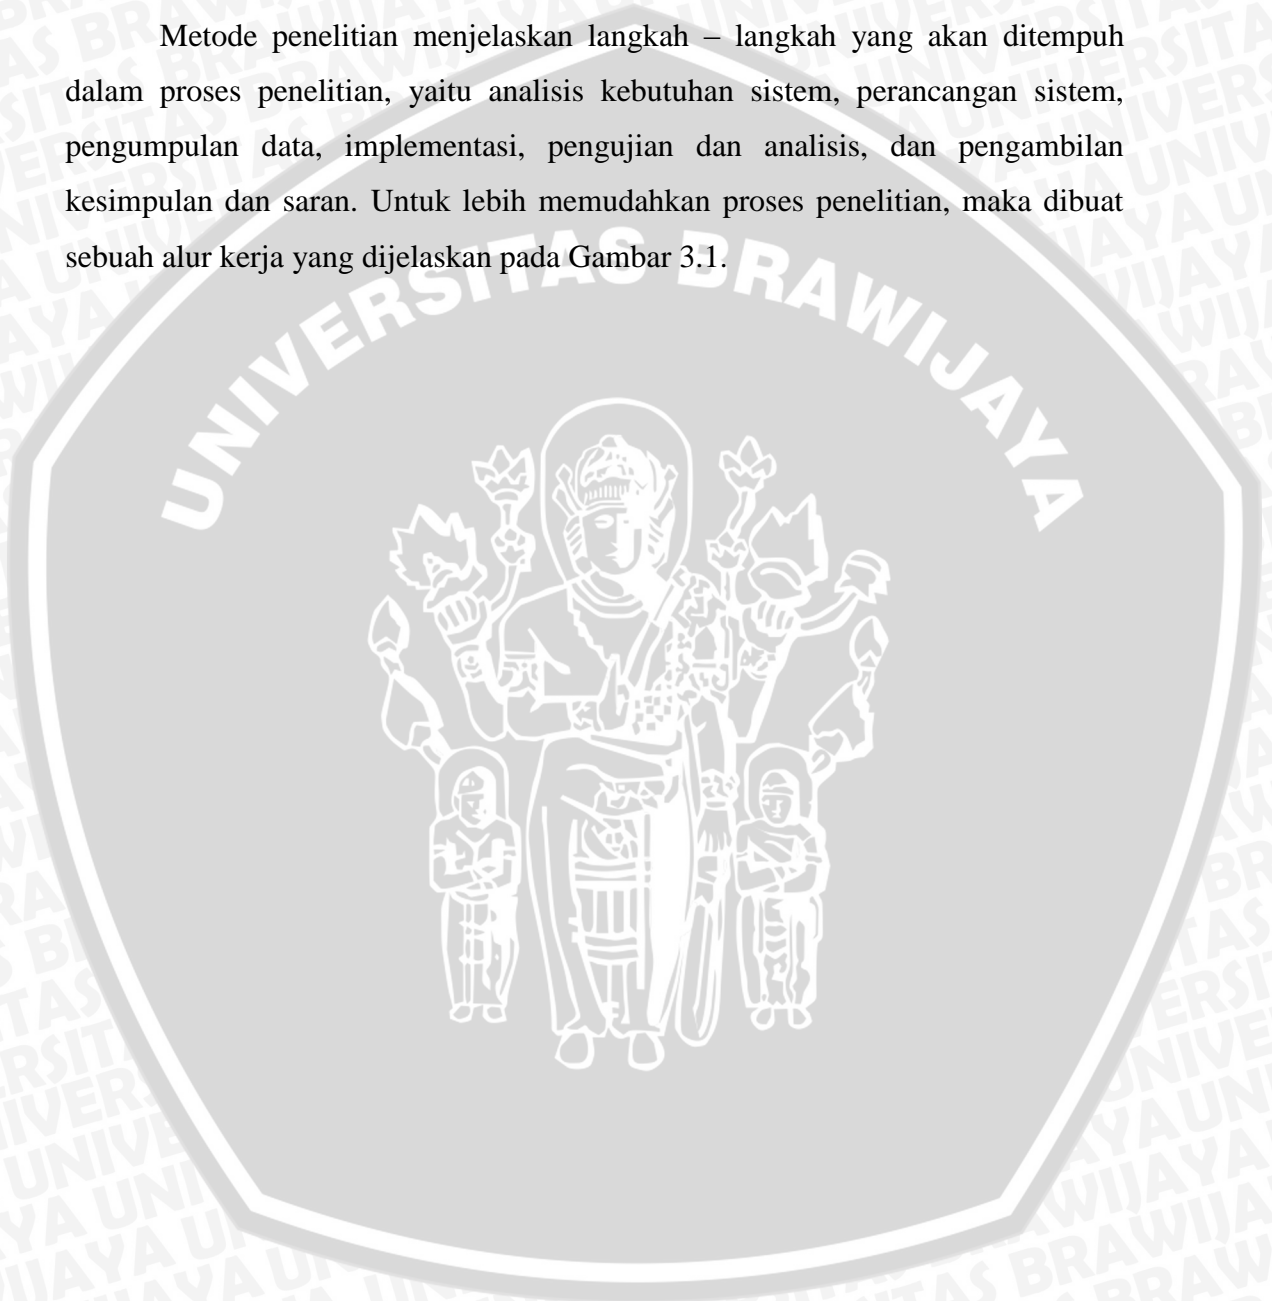 Metode penelitian menjelaskan langkah – langkah yang akan ditempuh
dalam proses penelitian, yaitu analisis kebutuhan sistem, perancangan sistem,
pengumpulan data, implementasi, pengujian dan analisis, dan pengambilan
kesimpulan dan saran. Untuk lebih memudahkan proses penelitian, maka dibuat
sebuah alur kerja yang dijelaskan pada Gambar 3.1.
UNIVERSITAS BRAWIJAYA